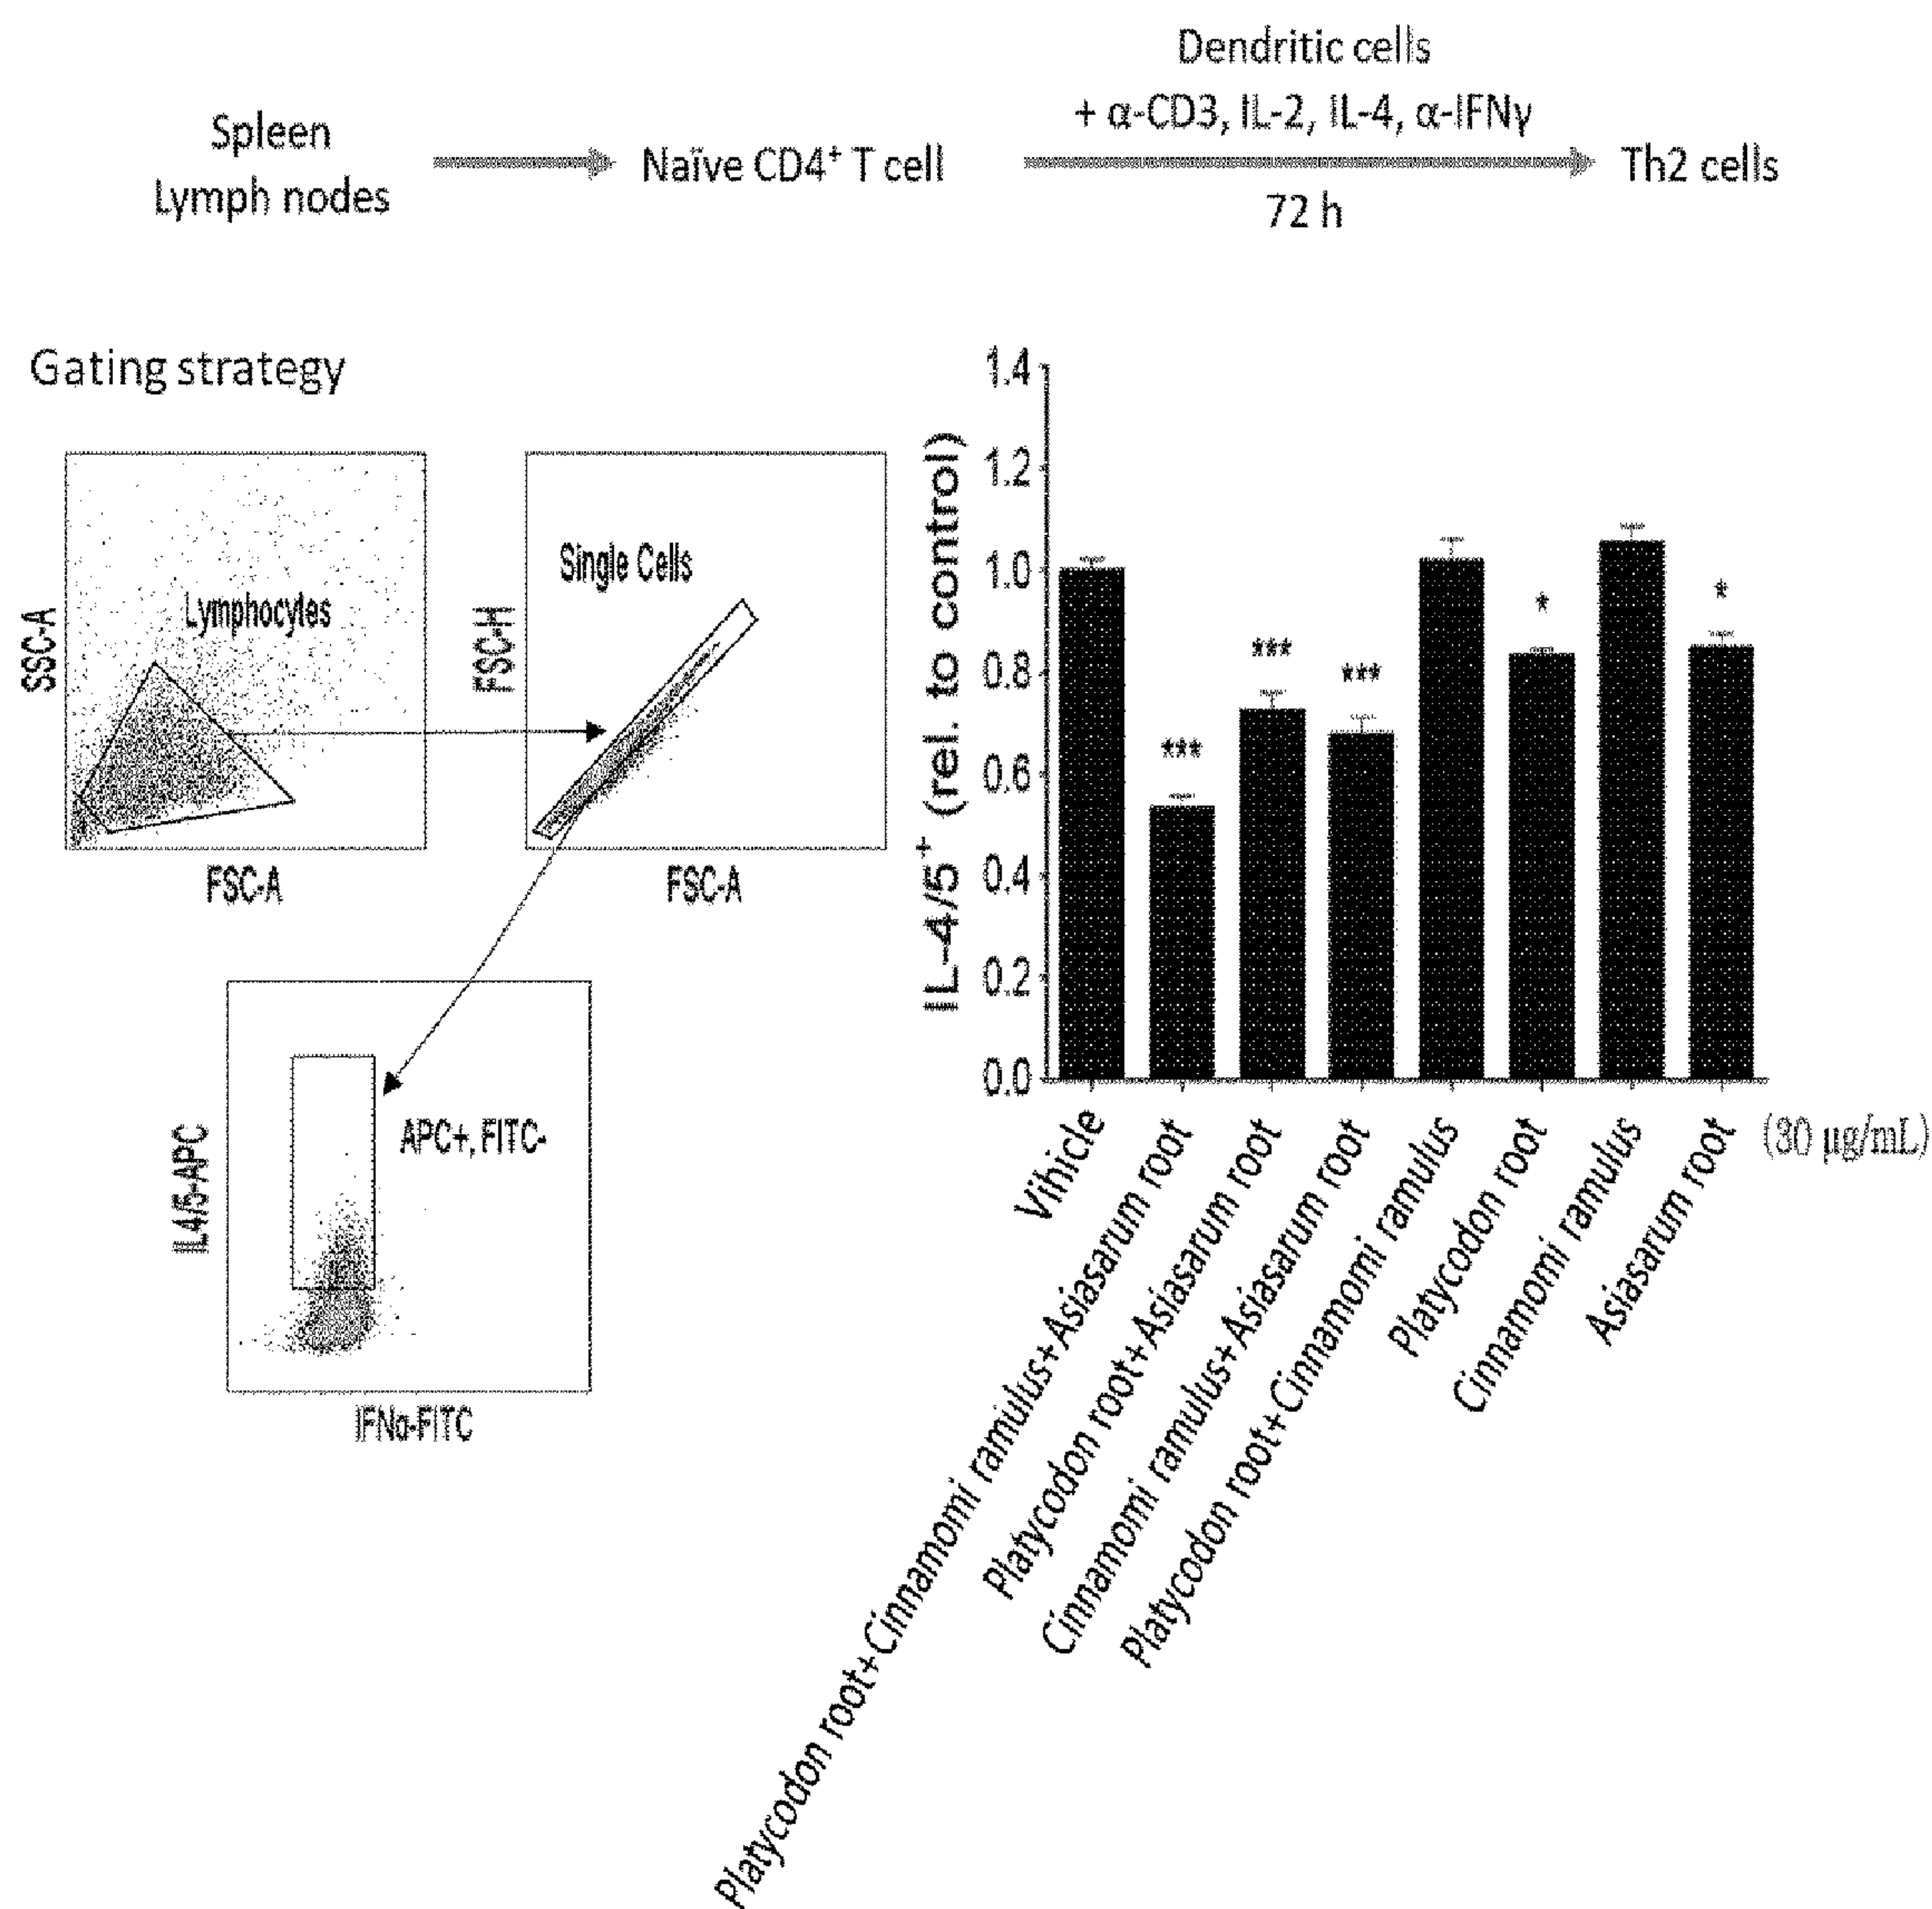 Spleen
Lymph nodes
Naïve CD4⁺ T cell
Dendritic cells
+ α-CD3, IL-2, IL-4, α-IFNγ
72 h
Th2 cells
Gating strategy
SSC-A
Lymphocytes
FSC-A
FSC-H
Single Cells
FSC-A
IL4/5-APC
APC+, FITC-
IFNα-FITC
IL-4/5⁺ (rel. to control)
1.4
1.2
1.0
0.8
0.6
0.4
0.2
0.0
***
***
***
*
*
Vihicle
Platycodon root+Cinnamomi ramulus+Asiasarum root
Platycodon root+Asiasarum root
Cinnamomi ramulus+Asiasarum root
Platycodon root+Cinnamomi ramulus
Platycodon root
Cinnamomi ramulus
Asiasarum root
(30 μg/mL)